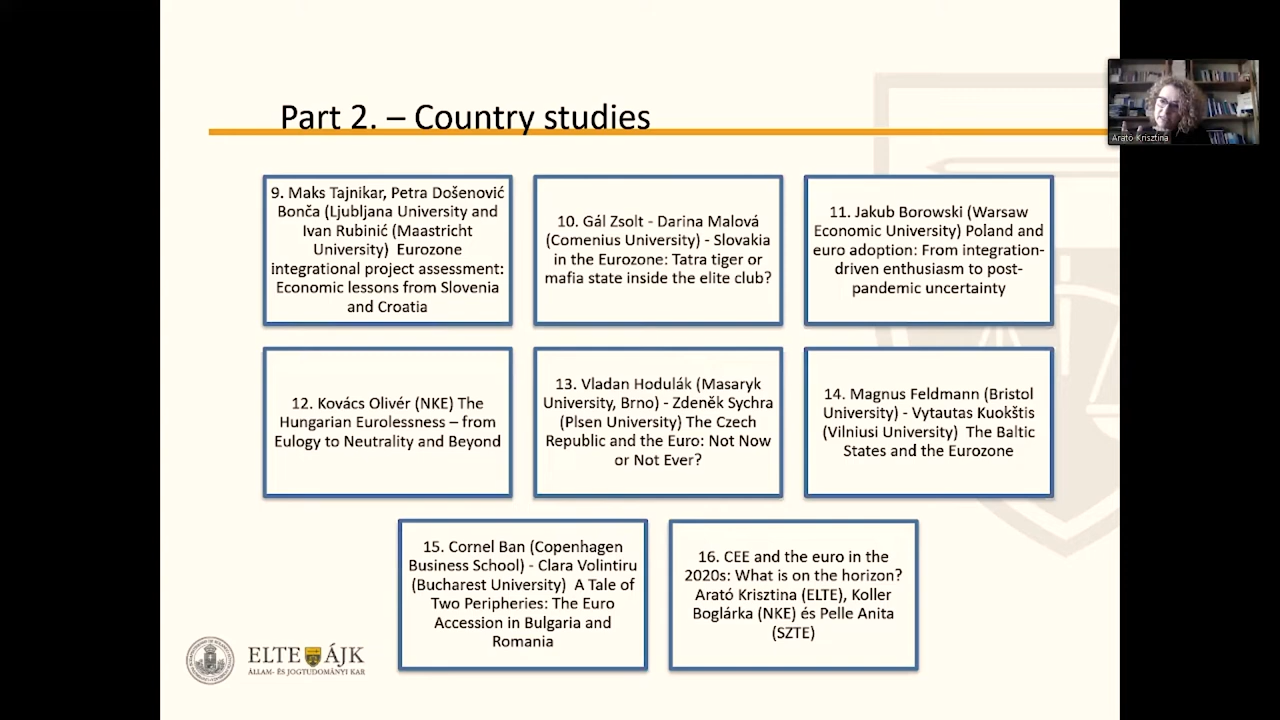 Part 2. – Country studies
Arató Krisztina
9. Maks Tajnikar, Petra Došenović
Bonča (Ljubljana University and
Ivan Rubinić (Maastricht
University) Eurozone
integrational project assessment:
Economic lessons from Slovenia
and Croatia
10. Gál Zsolt - Darina Malová
(Comenius University) - Slovakia
in the Eurozone: Tatra tiger or
mafia state inside the elite club?
11. Jakub Borowski (Warsaw
Economic University) Poland and
euro adoption: From integration-
driven enthusiasm to post-
pandemic uncertainty
12. Kovács Olivér (NKE) The
Hungarian Eurolessness – from
Eulogy to Neutrality and Beyond
13. Vladan Hodulák (Masaryk
University, Brno) - Zdeněk Sychra
(Plsen University) The Czech
Republic and the Euro: Not Now
or Not Ever?
14. Magnus Feldmann (Bristol
University) - Vytautas Kuokštis
(Vilniusi University) The Baltic
States and the Eurozone
15. Cornel Ban (Copenhagen
Business School) - Clara Volintiru
(Bucharest University) A Tale of
Two Peripheries: The Euro
Accession in Bulgaria and
Romania
16. CEE and the euro in the
2020s: What is on the horizon?
Arató Krisztina (ELTE), Koller
Boglárka (NKE) és Pelle Anita
(SZTE)
ELTE ÁJK
ÁLLAM- ÉS JOGTUDOMÁNYI KAR